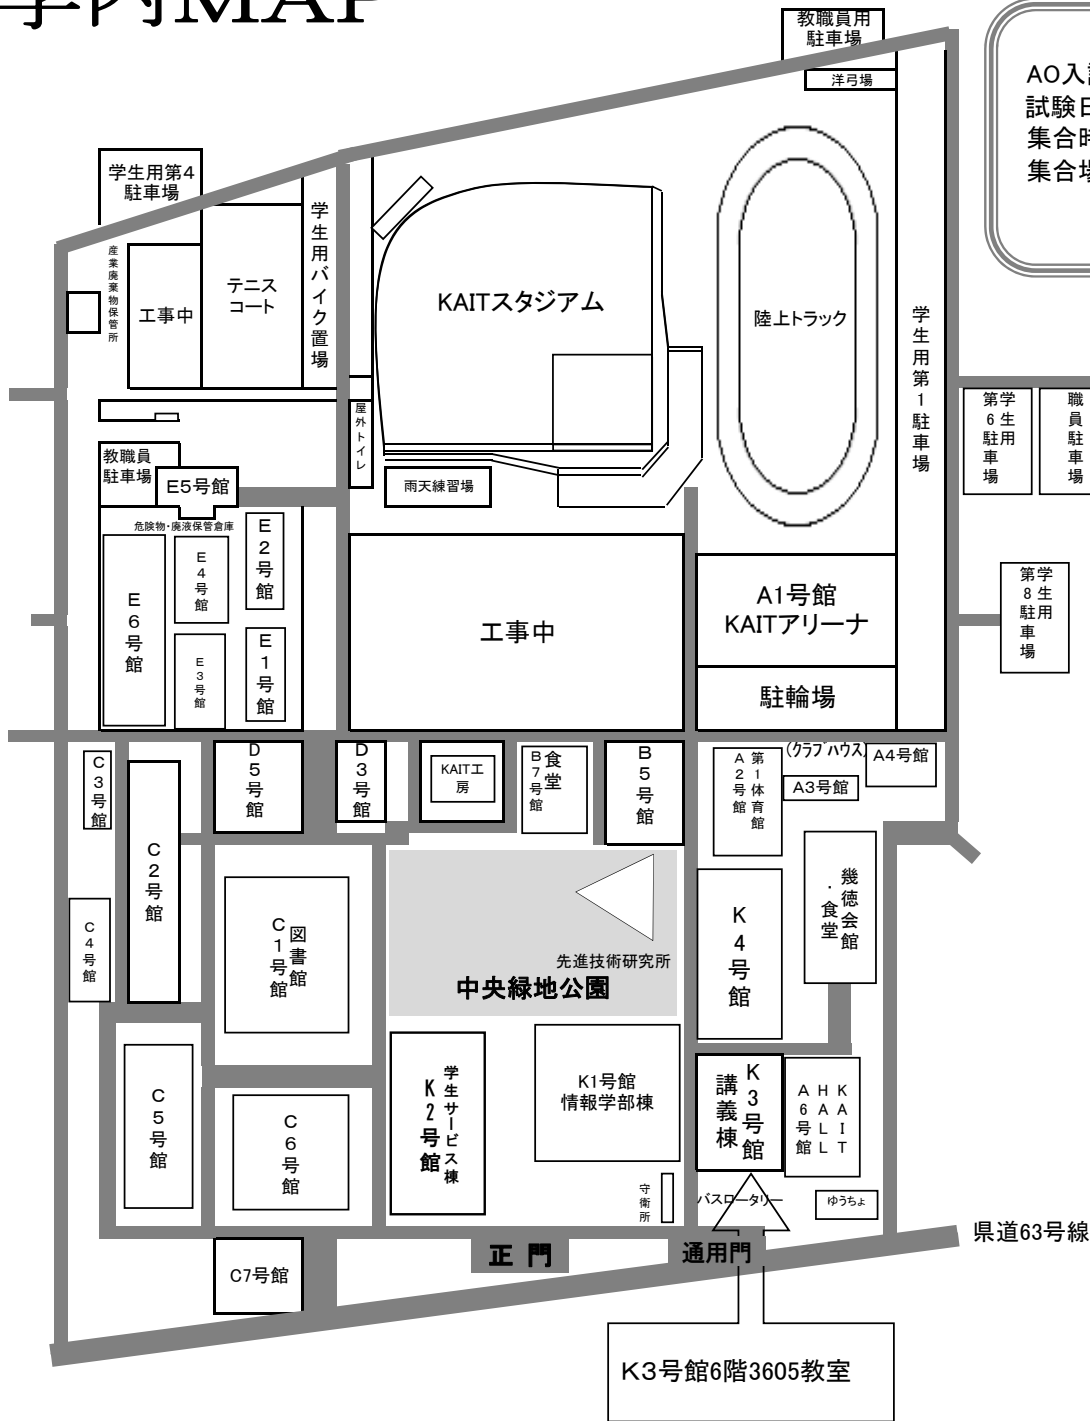 学内MAP
教職員用
駐車場
洋弓場
AO入
試験
集合
集合
学生用第4
駐車場
産業廃棄物保管所
工事中
テニス
コート
学生用バイク置場
KAITスタジアム
陸上トラック
学生用第1駐車場
学生用
第6駐車場
職員駐車場
屋外トイレ
教職員
駐車場
E5号館
雨天練習場
危険物・廃液保管倉庫
E6号館
E4号館
E2号館
E3号館
E1号館
工事中
A1号館
KAITアリーナ
駐輪場
学生用
第8駐車場
C3号館
D5号館
D3号館
KAIT工
房
食堂
B7号館
B5号館
第1体育館
A2号館
(クラブハウス)
A3号館
A4号館
C2号館
C4号館
図書館
C1号館
先進技術研究所
中央緑地公園
K4号館
幾徳会館
・食堂
C5号館
C6号館
学生サービス棟
K2号館
K1号館
情報学部棟
K3号館
講義棟
KAIT
HALL
A6号館
守衛所
バスロータリー
ゆうちょ
県道63号線
正門
通用門
C7号館
K3号館6階3605教室